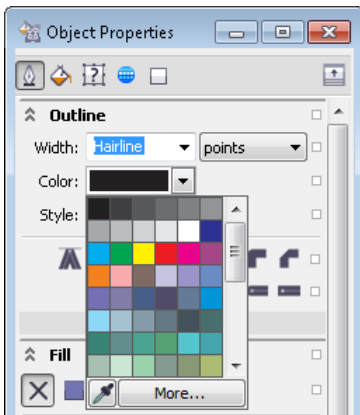 Object Properties
Outline
Width: Hairline points
Color:
Style:
Fill
More...